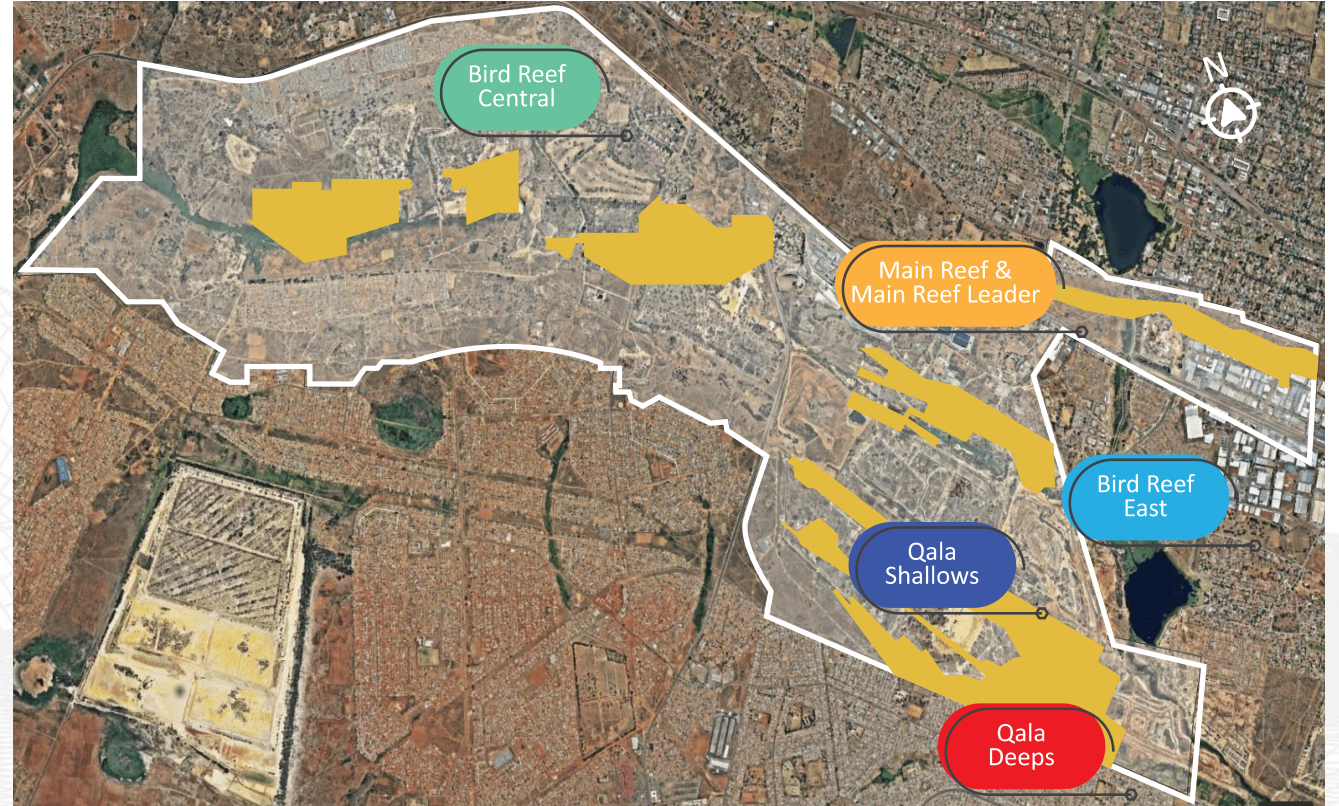 Bird Reef
Central
N
Main Reef &
Main Reef Leader
Bird Reef
East
Qala
Shallows
Qala
Deeps